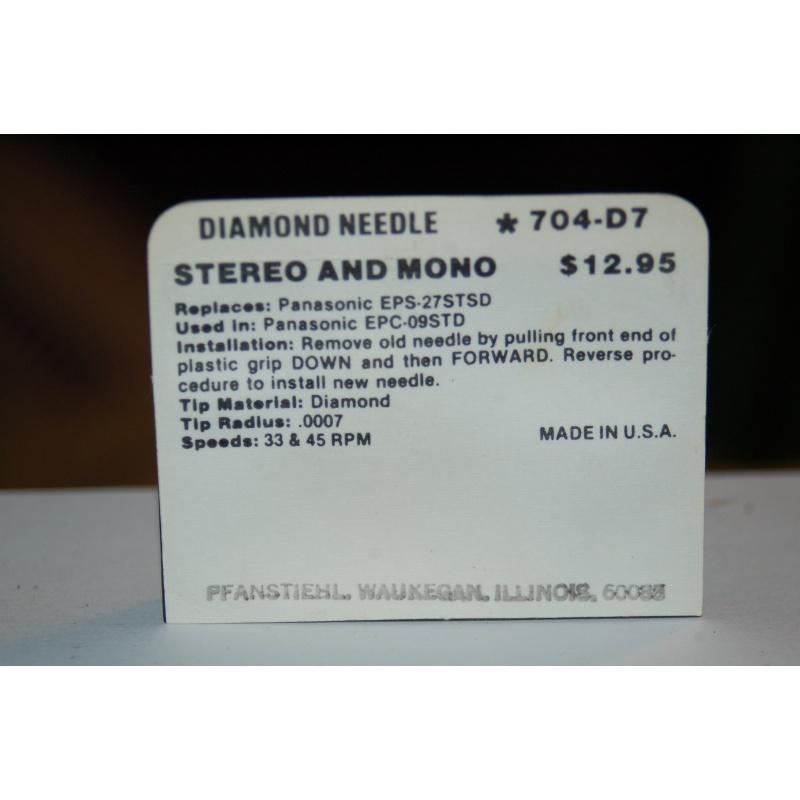 DIAMOND NEEDLE * 704-D7
STEREO AND MONO $12.95
Replaces: Panasonic EPS-27STSD
Used in: Panasonic EPC-09STD
Installation: Remove old needle by pulling front end of
plastic grip DOWN and then FORWARD. Reverse pro-
cedure to install new needle.
Tip Material: Diamond
Tip Radius: .0007
Speeds: 33 & 45 RPM MADE IN U.S.A.
PFANSTIEHL, WAUKEGAN, ILLINOIS, 60085